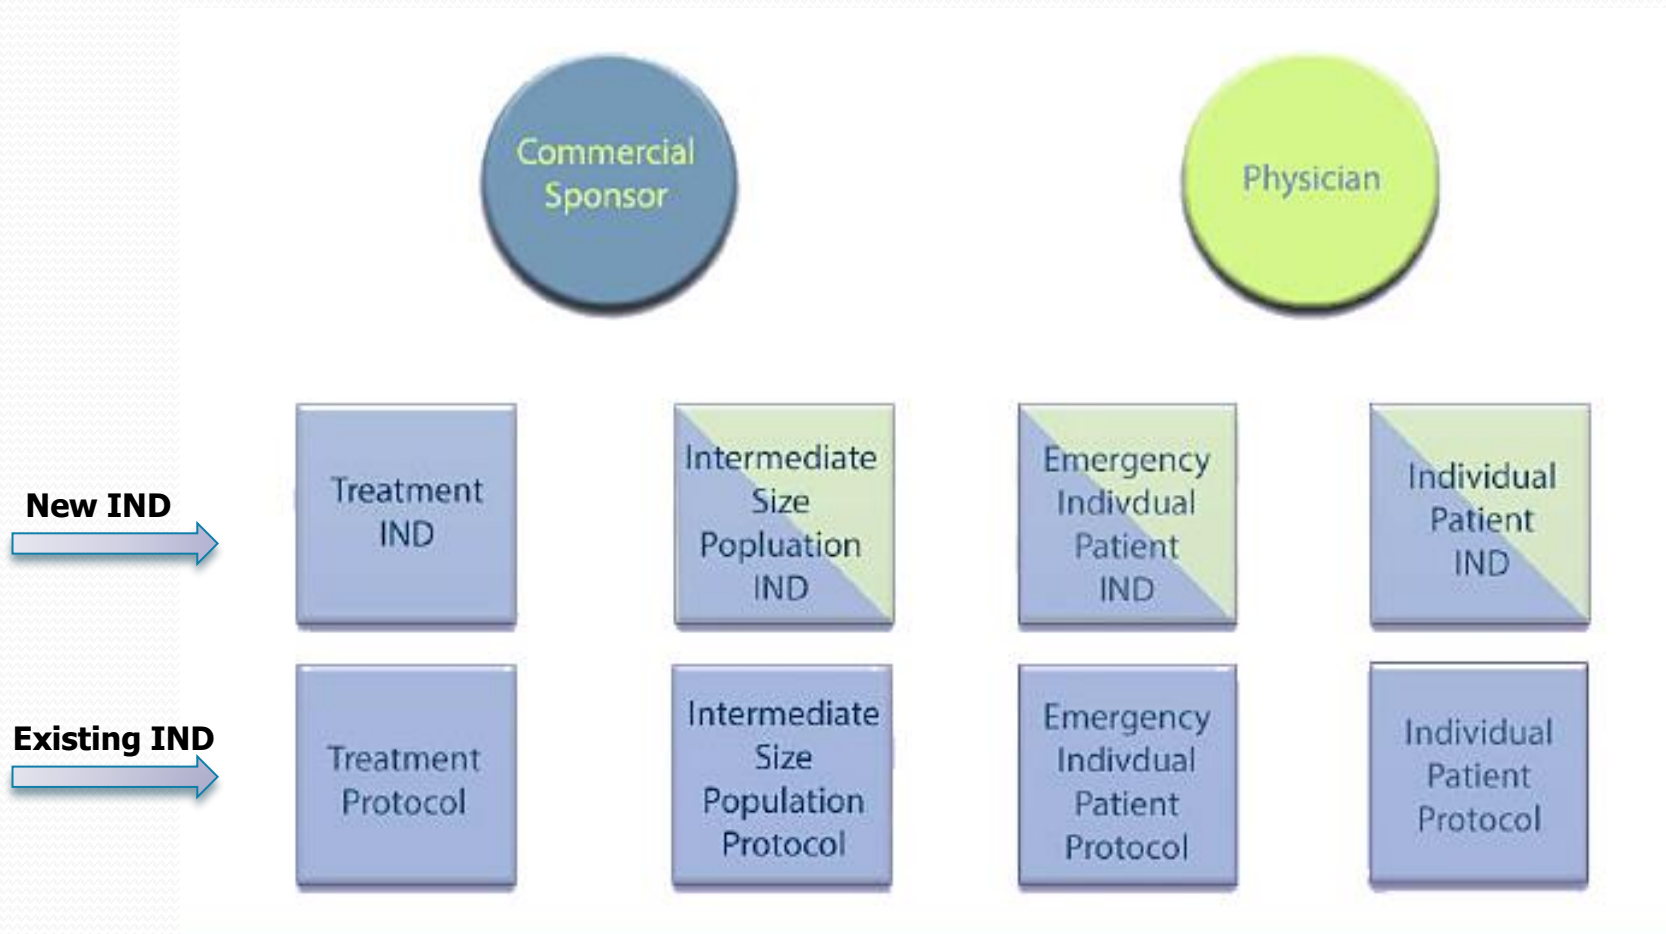 Commercial
Sponsor
Physician
New IND
Treatment
IND
Intermediate
Size
Popluation
IND
Emergency
Indivdual
Patient
IND
Individual
Patient
IND
Existing IND
Treatment
Protocol
Intermediate
Size
Population
Protocol
Emergency
Indivdual
Patient
Protocol
Individual
Patient
Protocol